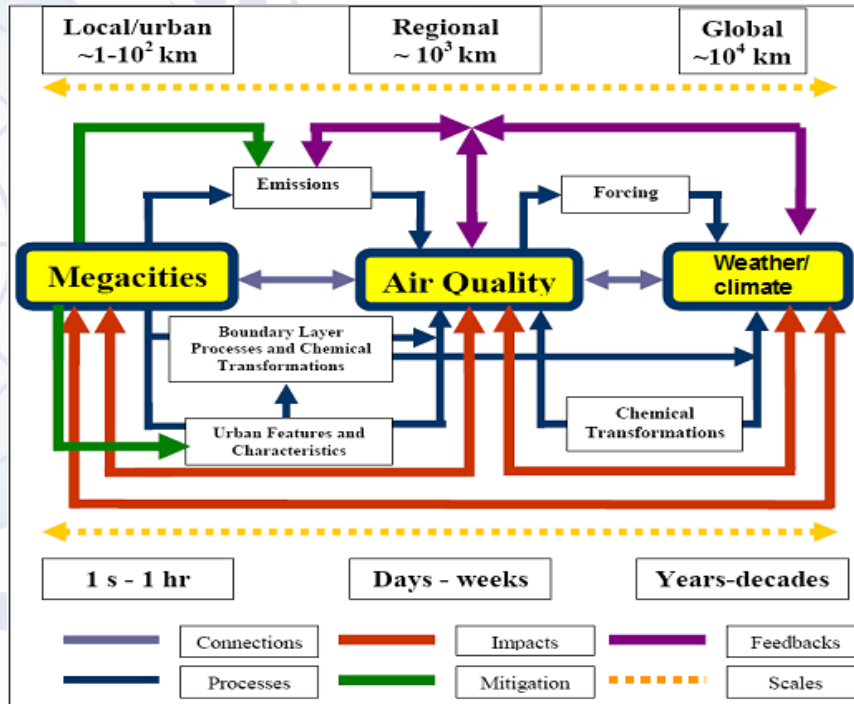 Local/urban
~1-10² km
Regional
~ 10³ km
Global
~10⁴ km
Emissions
Forcing
Megacities
Air Quality
Weather/
climate
Boundary Layer
Processes and Chemical
Transformations
Urban Features and
Characteristics
Chemical
Transformations
1 s - 1 hr
Days - weeks
Years-decades
Connections
Impacts
Feedbacks
Processes
Mitigation
Scales